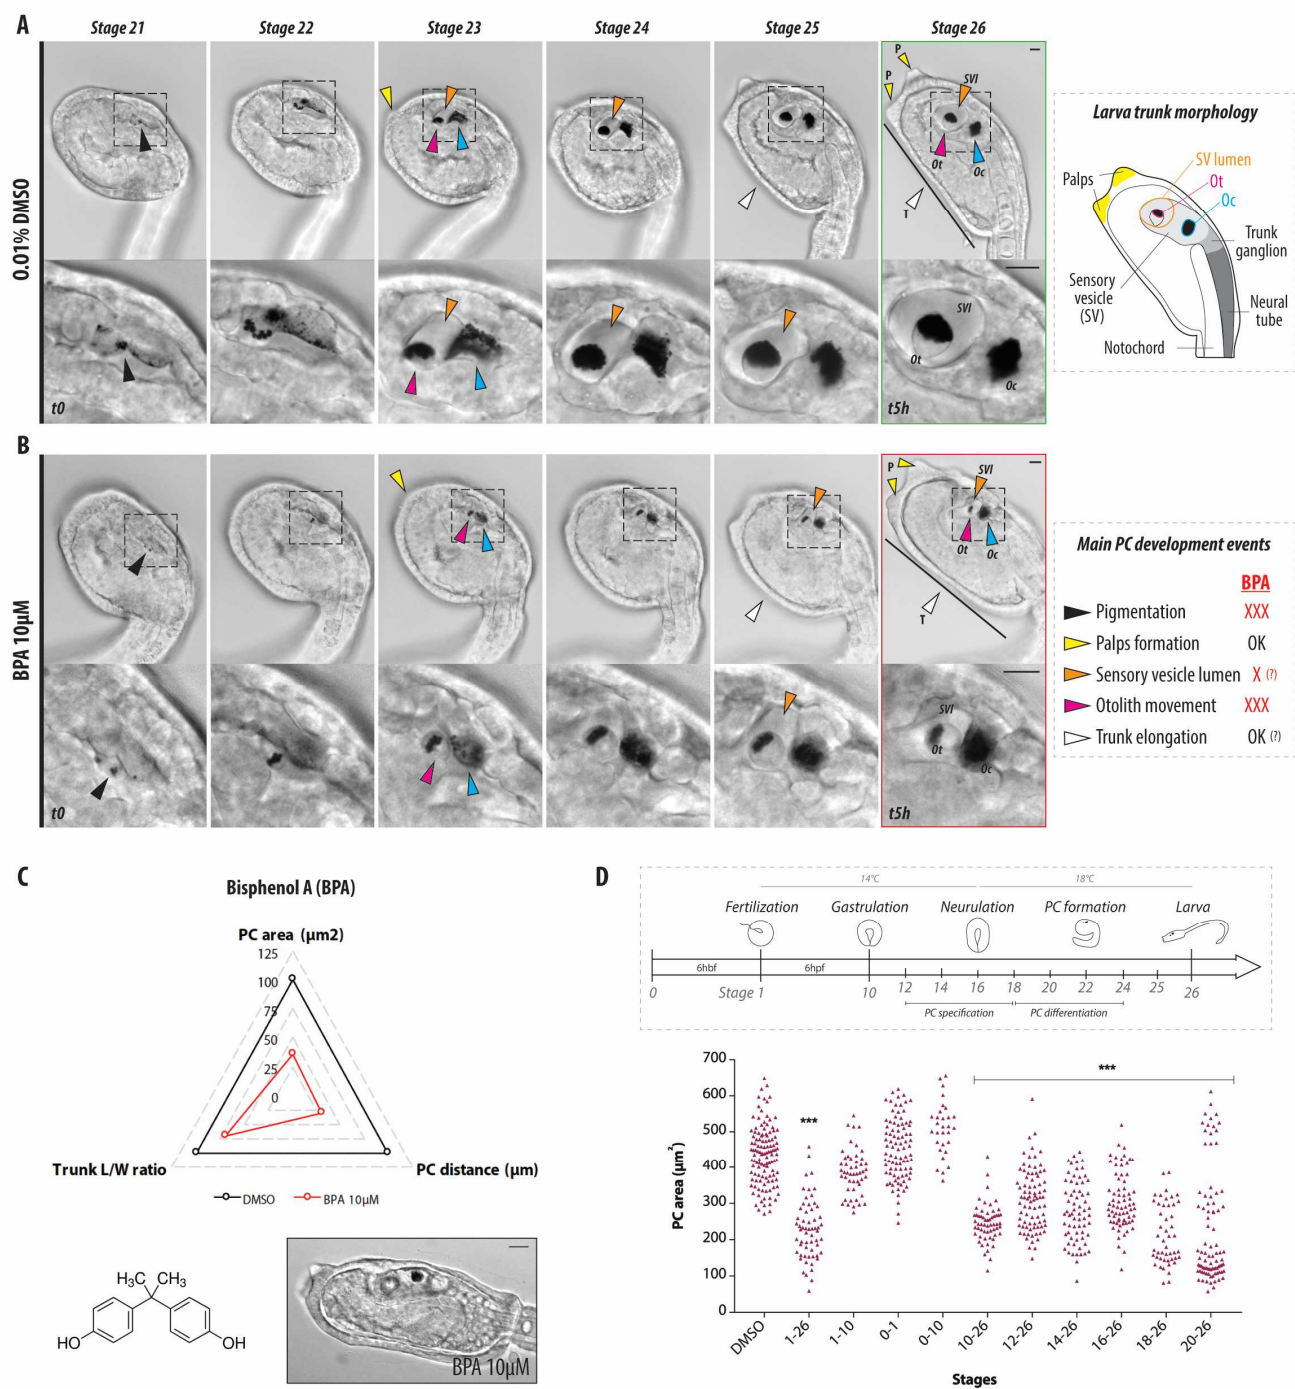 A
Stage 21
Stage 22
Stage 23
Stage 24
Stage 25
Stage 26
0.01% DMSO
P
P
SVI
Ot
Oc
T
t0
SVI
Ot
Oc
t5h
Larva trunk morphology
SV lumen
Palps
Ot
Oc
Trunk
ganglion
Sensory
vesicle
(SV)
Neural
tube
Notochord
B
BPA 10µM
P
SVI
Ot
Oc
T
t0
SVI
Ot
Oc
t5h
Main PC development events
BPA
Pigmentation XXX
Palps formation OK
Sensory vesicle lumen X (?)
Otolith movement XXX
Trunk elongation OK (?)
C
Bisphenol A (BPA)
PC area (µm2)
125
100
75
50
25
0
Trunk L/W ratio
PC distance (µm)
DMSO BPA 10µM
H₃C CH₃
HO OH
BPA 10µM
D
14°C 18°C
Fertilization Gastrulation Neurulation PC formation Larva
6hbf 6hpf
0 Stage 1 10 12 14 16 18 20 22 24 25 26
PC specification PC differentiation
PC area (µm²)
700
600
500
400
300
200
100
0
***
***
DMSO 1-26 1-10 0-1 0-10 10-26 12-26 14-26 16-26 18-26 20-26
Stages